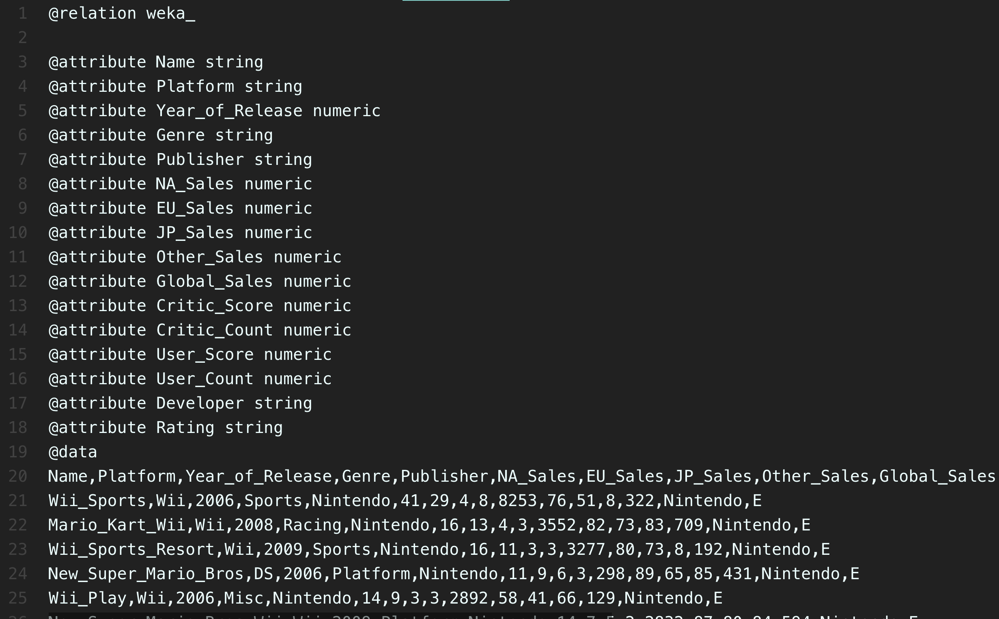 1 @relation weka_
2
3 @attribute Name string
4 @attribute Platform string
5 @attribute Year_of_Release numeric
6 @attribute Genre string
7 @attribute Publisher string
8 @attribute NA_Sales numeric
9 @attribute EU_Sales numeric
10 @attribute JP_Sales numeric
11 @attribute Other_Sales numeric
12 @attribute Global_Sales numeric
13 @attribute Critic_Score numeric
14 @attribute Critic_Count numeric
15 @attribute User_Score numeric
16 @attribute User_Count numeric
17 @attribute Developer string
18 @attribute Rating string
19 @data
20 Name,Platform,Year_of_Release,Genre,Publisher,NA_Sales,EU_Sales,JP_Sales,Other_Sales,Global_Sales
21 Wii_Sports,Wii,2006,Sports,Nintendo,41,29,4,8,8253,76,51,8,322,Nintendo,E
22 Mario_Kart_Wii,Wii,2008,Racing,Nintendo,16,13,4,3,3552,82,73,83,709,Nintendo,E
23 Wii_Sports_Resort,Wii,2009,Sports,Nintendo,16,11,3,3,3277,80,73,8,192,Nintendo,E
24 New_Super_Mario_Bros,DS,2006,Platform,Nintendo,11,9,6,3,298,89,65,85,431,Nintendo,E
25 Wii_Play,Wii,2006,Misc,Nintendo,14,9,3,3,2892,58,41,66,129,Nintendo,E